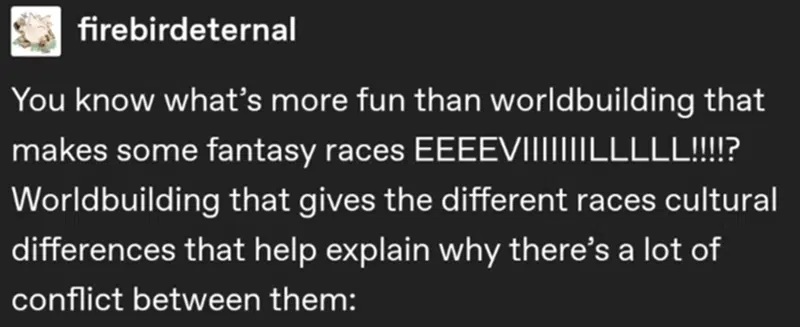 firebirdeternal
You know what's more fun than worldbuilding that
makes some fantasy races EEEEVIIIIIIILLLLL!!!!?
Worldbuilding that gives the different races cultural
differences that help explain why there's a lot of
conflict between them: